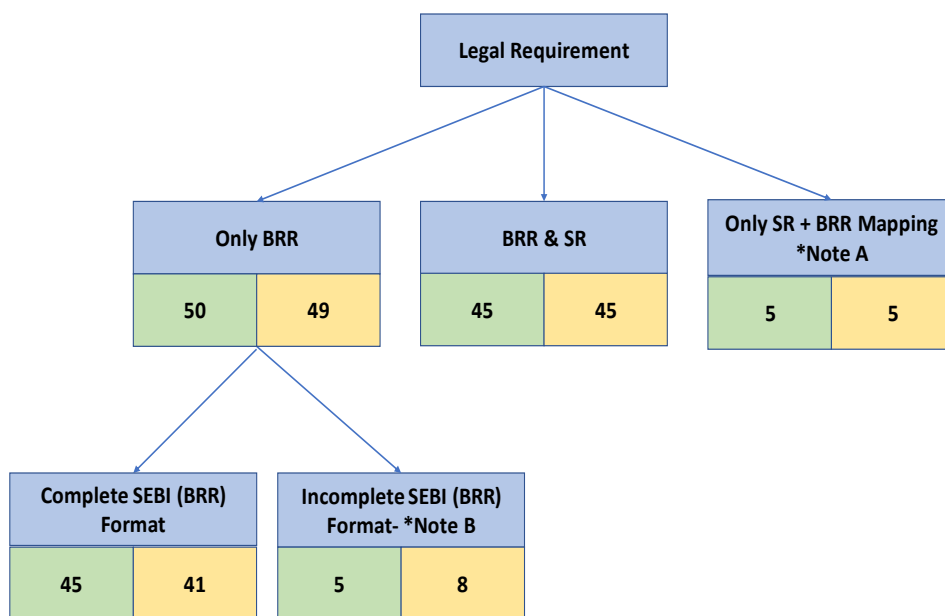 Legal Requirement
Only BRR
50 49
BRR & SR
45 45
Only SR + BRR Mapping
*Note A
5 5
Complete SEBI (BRR)
Format
45 41
Incomplete SEBI (BRR)
Format- *Note B
5 8